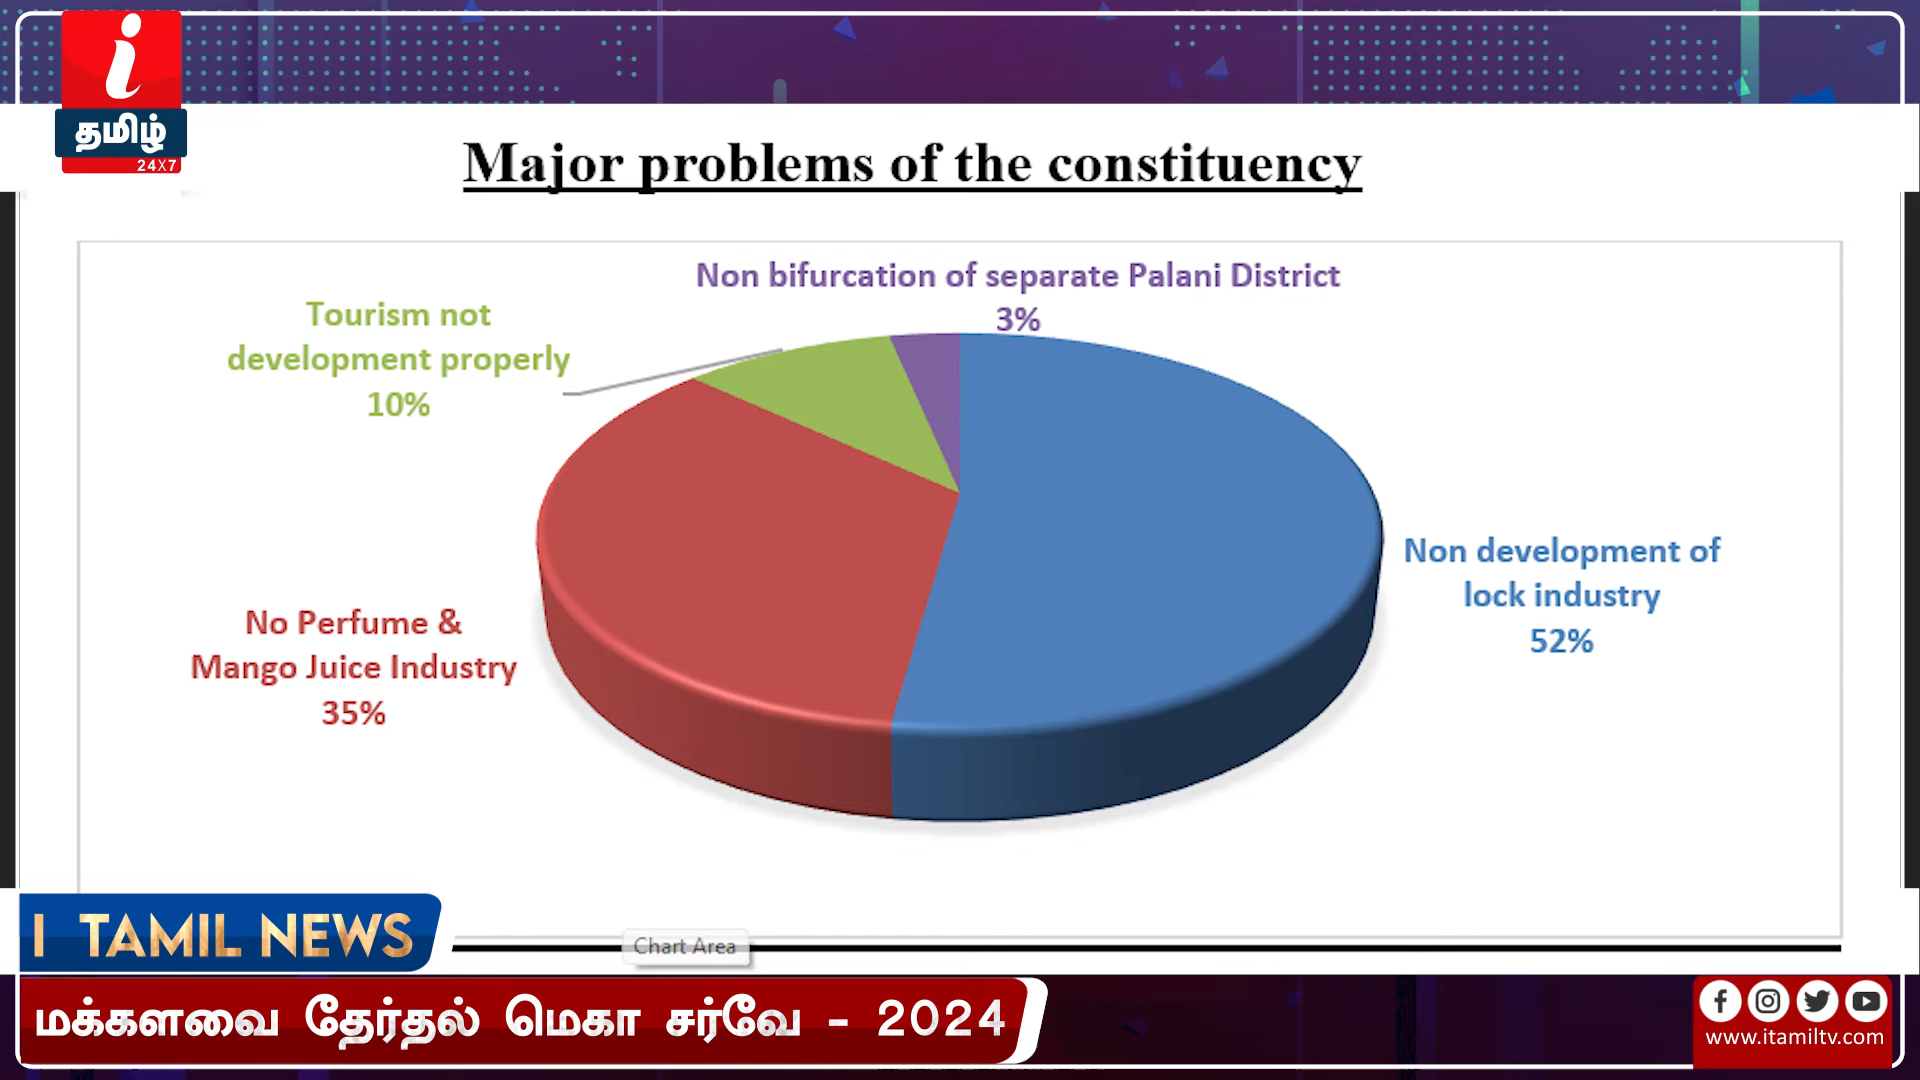 i
தமிழ்
24X7
Major problems of the constituency
Non bifurcation of separate Palani District
3%
Tourism not
development properly
10%
No Perfume &
Mango Juice Industry
35%
Non development of
lock industry
52%
I TAMIL NEWS
Chart Area
மக்களவை தேர்தல் மெகா சர்வே - 2024
www.itamiltv.com